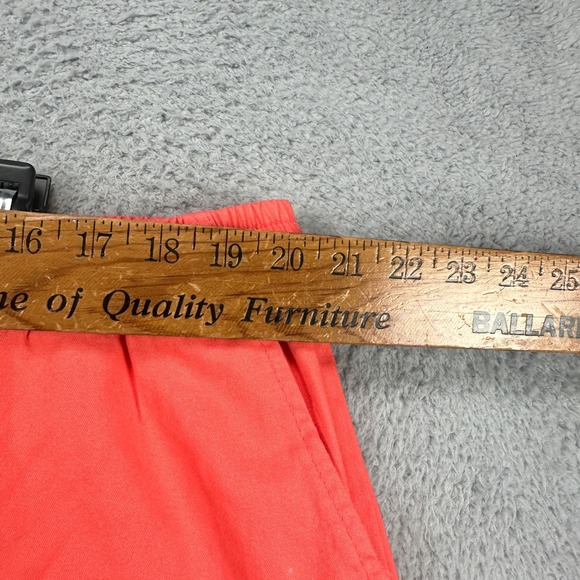 16 17 18 19 20 21 22 23 24 25
of Quality Furniture BALLAR